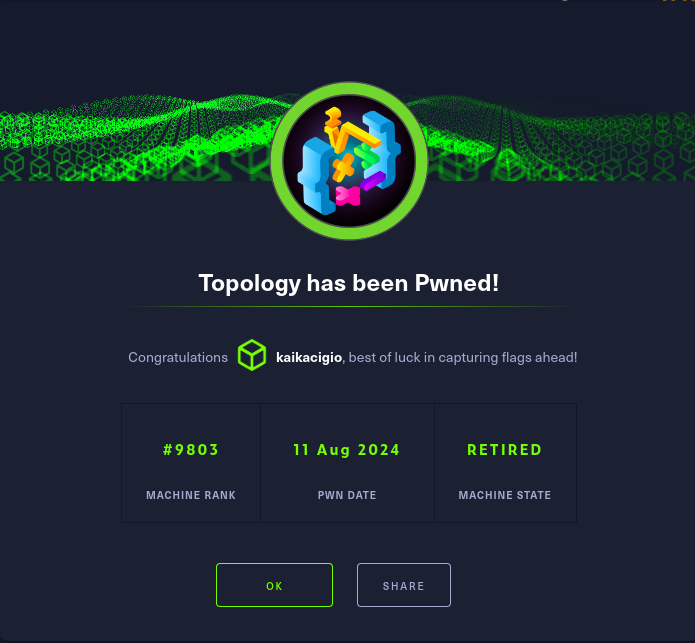 Topology has been Pwned!
Congratulations kaikacigio, best of luck in capturing flags ahead!
#9803 11 Aug 2024 RETIRED
MACHINE RANK PWN DATE MACHINE STATE
OK SHARE